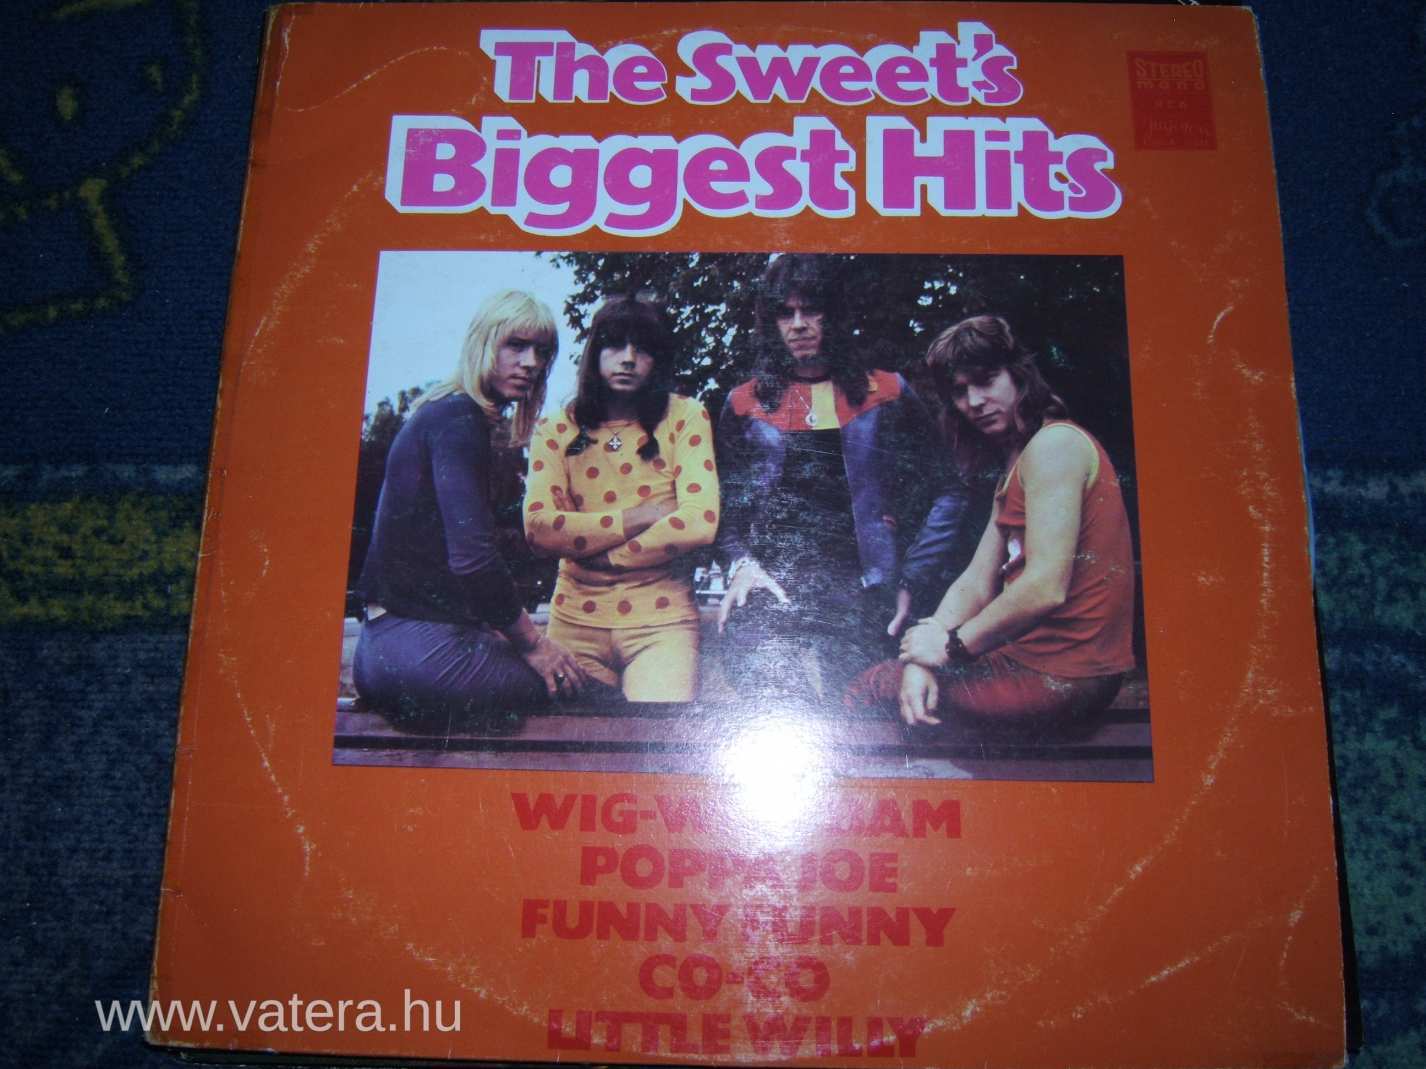 The Sweet's
Biggest Hits
STEREO
mono
WIG-W BAM
POPPA JOE
FUNNY FUNNY
CO-CO
LITTLE WILLY
www.vatera.hu